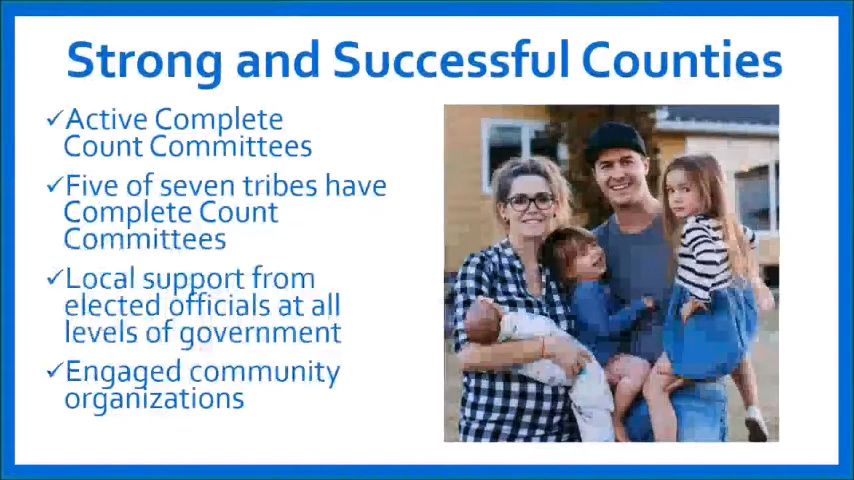 Strong and Successful Counties
✓Active Complete
Count Committees
✓Five of seven tribes have
Complete Count
Committees
✓Local support from
elected officials at all
levels of government
✓Engaged community
organizations